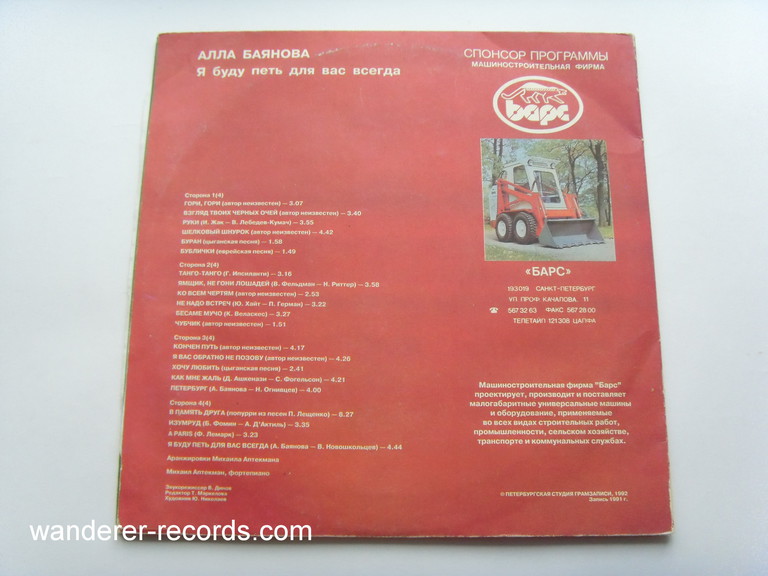 АЛЛА БАЯНОВА
Я буду петь для вас всегда
СПОНСОР ПРОГРАММЫ
МАШИНОСТРОИТЕЛЬНАЯ ФИРМА
барс
Сторона 1(4)
ГОРИ, ГОРИ (автор неизвестен) — 3.07
ВЗГЛЯД ТВОИХ ЧЕРНЫХ ОЧЕЙ (автор неизвестен) — 3.40
РУКИ (И. Жак — В. Лебедев-Кумач) — 3.55
ШЕЛКОВЫЙ ШНУРОК (автор неизвестен) — 4.42
БУРАН (цыганская песня) — 1.58
БУБЛИЧКИ (еврейская песня) — 1.49
Сторона 2(4)
ТАНГО-ТАНГО (Г. Ипсиланти) — 3.16
ЯМЩИК, НЕ ГОНИ ЛОШАДЕЙ (В. Фельдман — Н. Риттер) — 3.58
КО ВСЕМ ЧЕРТЯМ (автор неизвестен) — 2.53
НЕ НАДО ВСТРЕЧ (Ю. Хайт — П. Герман) — 3.22
БЕСАМЕ МУЧО (К. Веласкес) — 3.27
ЧУБЧИК (автор неизвестен) — 1.51
Сторона 3(4)
КОНЧЕН ПУТЬ (автор неизвестен) — 4.17
Я ВАС ОБРАТНО НЕ ПОЗОВУ (автор неизвестен) — 4.26
ХОЧУ ЛЮБИТЬ (цыганская песня) — 2.41
КАК МНЕ ЖАЛЬ (Д. Ашкенази — С. Фогельсон) — 4.21
ПЕТЕРБУРГ (А. Баянова — Н. Огнивцев) — 4.00
Сторона 4(4)
В ПАМЯТЬ ДРУГА (попурри из песен П. Лещенко) — 8.27
ИЗУМРУД (Б. Фомин — А. Д'Актиль) — 3.35
A PARIS (Ф. Лемарк) — 3.23
Я БУДУ ПЕТЬ ДЛЯ ВАС ВСЕГДА (А. Баянова — В. Новошкольцев) — 4.44
Аранжировки Михаила Аптекмана
Михаил Аптекман, фортепиано
Звукорежиссер В. Динов
Редактор Т. Маркелова
Художник Ю. Николаев
«БАРС»
193019 САНКТ-ПЕТЕРБУРГ
УЛ ПРОФ КАЧАЛОВА 11
☎ 567 32 63 ФАКС 567 28 00
ТЕЛЕТАЙП 121308 ЦАПФА
Машиностроительная фирма "Барс"
проектирует, производит и поставляет
малогабаритные универсальные машины
и оборудование, применяемые
во всех видах строительных работ,
промышленности, сельском хозяйстве,
транспорте и коммунальных службах.
© ПЕТЕРБУРГСКАЯ СТУДИЯ ГРАМЗАПИСИ, 1992
Запись 1991 г.
wanderer-records.com